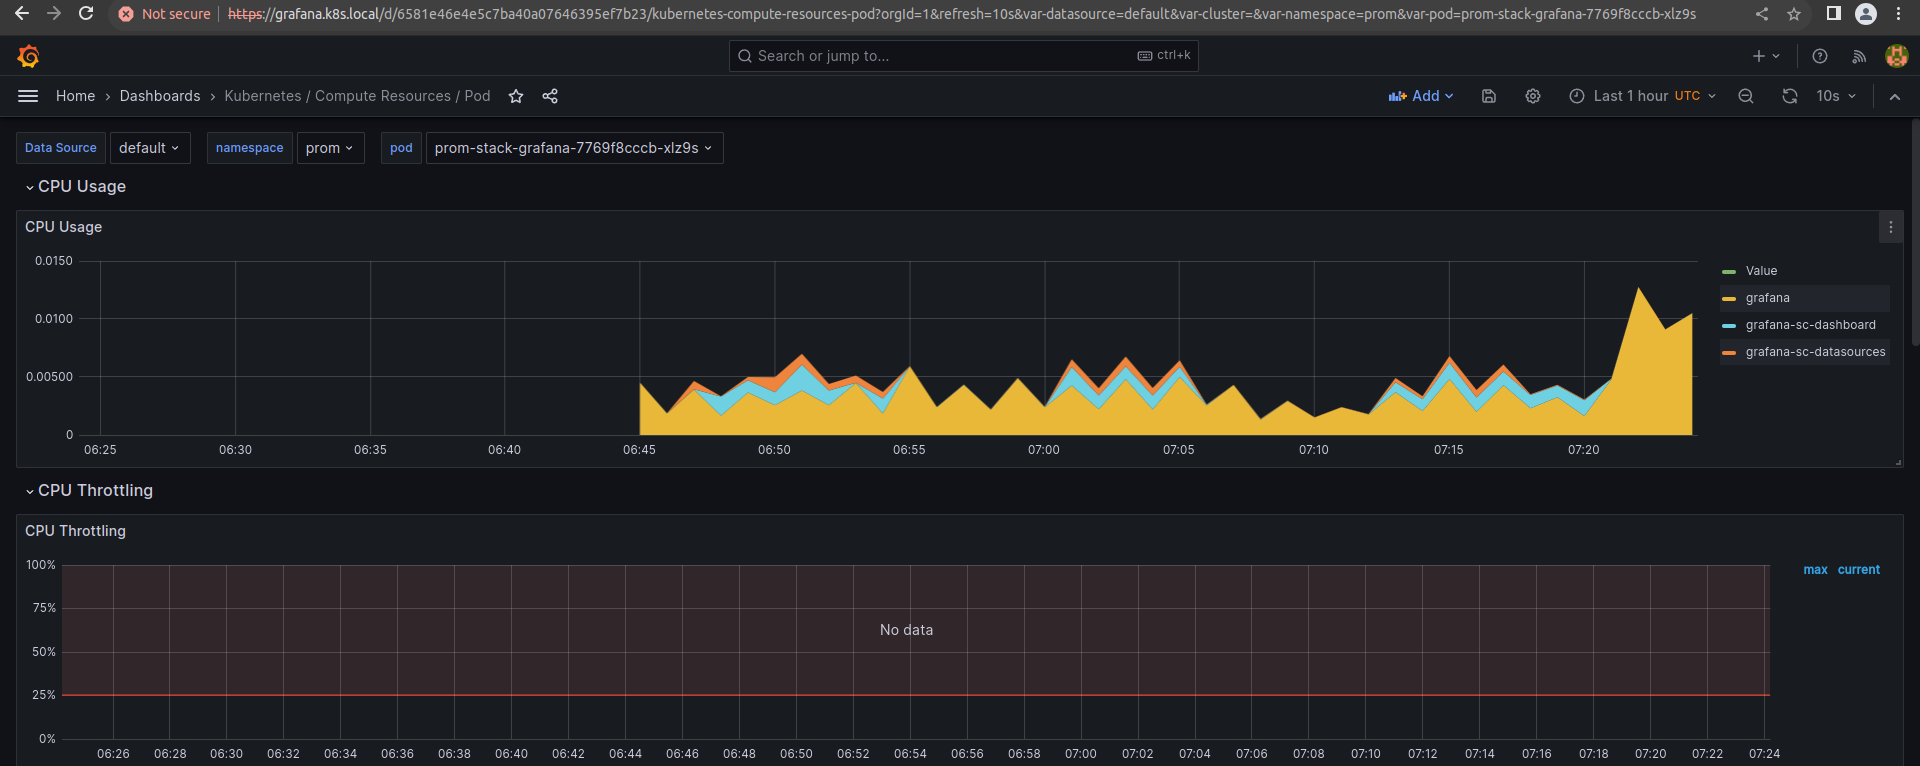 Not secure https://grafana.k8s.local/d/6581e46e4e5c7ba40a07646395ef7b23/kubernetes-compute-resources-pod?orgId=1&refresh=10s&var-datasource=default&var-cluster=&var-namespace=prom&var-pod=prom-stack-grafana-7769f8cccb-xlz9s
Search or jump to... ctrl+k
Home › Dashboards › Kubernetes / Compute Resources / Pod Add Last 1 hour UTC 10s
Data Source default namespace prom pod prom-stack-grafana-7769f8cccb-xlz9s
CPU Usage
CPU Usage
0.0150
0.0100
0.00500
0
06:25 06:30 06:35 06:40 06:45 06:50 06:55 07:00 07:05 07:10 07:15 07:20
Value
grafana
grafana-sc-dashboard
grafana-sc-datasources
CPU Throttling
CPU Throttling
100%
75%
50%
25%
0%
No data
max current
06:26 06:28 06:30 06:32 06:34 06:36 06:38 06:40 06:42 06:44 06:46 06:48 06:50 06:52 06:54 06:56 06:58 07:00 07:02 07:04 07:06 07:08 07:10 07:12 07:14 07:16 07:18 07:20 07:22 07:24